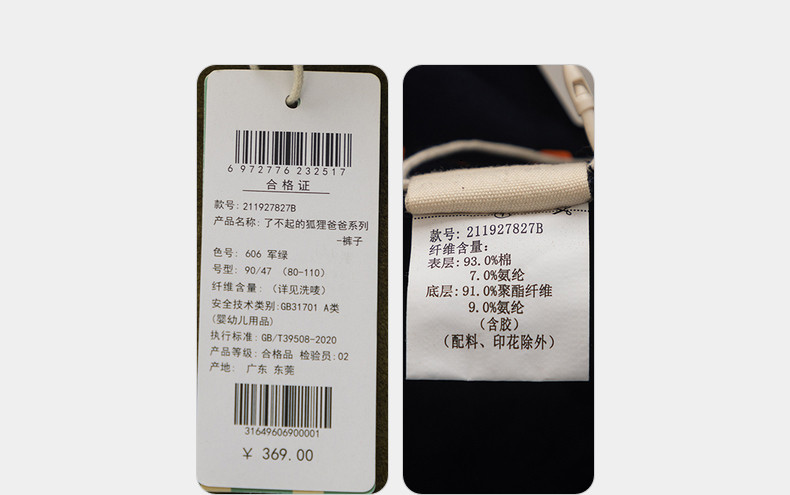 6 972776 232517
合格证
款号: 211927827B
产品名称: 了不起的狐狸爸爸系列
-裤子
色号: 606 军绿
号型: 90/47 (80-110)
纤维含量: (详见洗唛)
安全技术类别:GB31701 A类
(婴幼儿用品)
执行标准: GB/T39508-2020
产品等级: 合格品 检验员:02
产地: 广东 东莞
31649606900001
¥ 369.00
款号: 211927827B
纤维含量:
表层: 93.0%棉
7.0%氨纶
底层: 91.0%聚酯纤维
9.0%氨纶
(含胶)
(配料、印花除外)